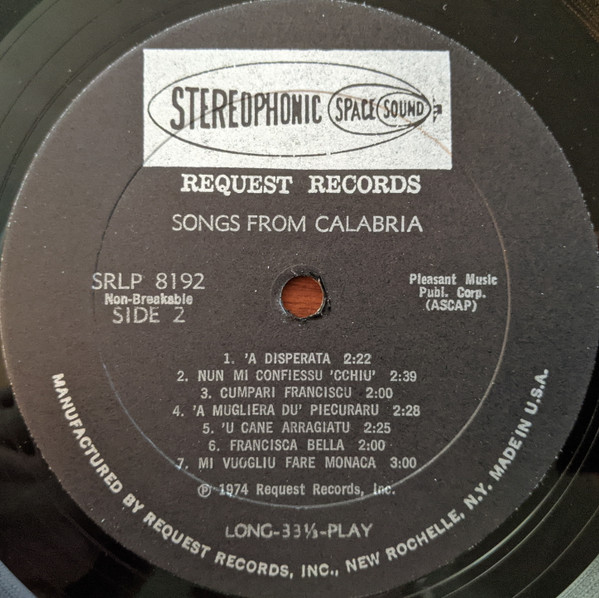 STEREOPHONIC SPACE SOUND
REQUEST RECORDS
SONGS FROM CALABRIA
SRLP 8192
Non-Breakable
SIDE 2
Pleasant Music
Publ. Corp.
(ASCAP)
1. 'A DISPERATA 2:22
2. NUN MI CONFIESSU 'CCHIU' 2:39
3. CUMPARI FRANCISCU 2:00
4. 'A MUGLIERA DU' PIECURARU 2:28
5. 'U CANE ARRAGIATU 2:25
6. FRANCISCA BELLA 2:00
7. MI VUOGLIU FARE MONACA 3:00
℗ 1974 Request Records, Inc.
LONG-33⅓-PLAY
MANUFACTURED BY REQUEST RECORDS, INC., NEW ROCHELLE, N.Y. MADE IN U.S.A.